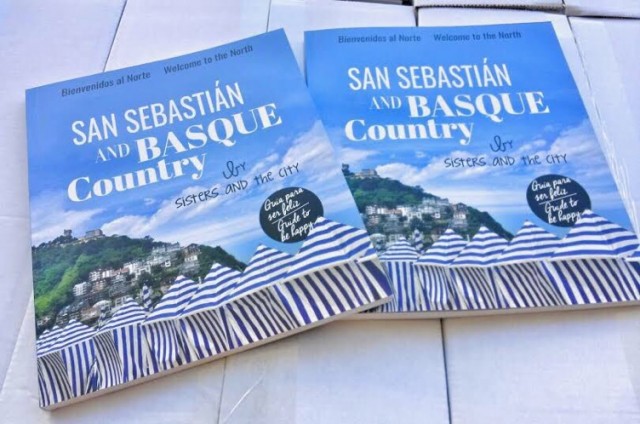 Bienvenidos al Norte Welcome to the North
SAN SEBASTIÁN
AND BASQUE
Country
by
SISTERS AND THE CITY
Guía para
ser feliz
Guide to
be happy
Bienvenidos al Norte Welcome to the North
SAN SEBASTIÁN
AND BASQUE
Country
by
SISTERS AND THE CITY
Guía para
ser feliz
Guide to
be happy